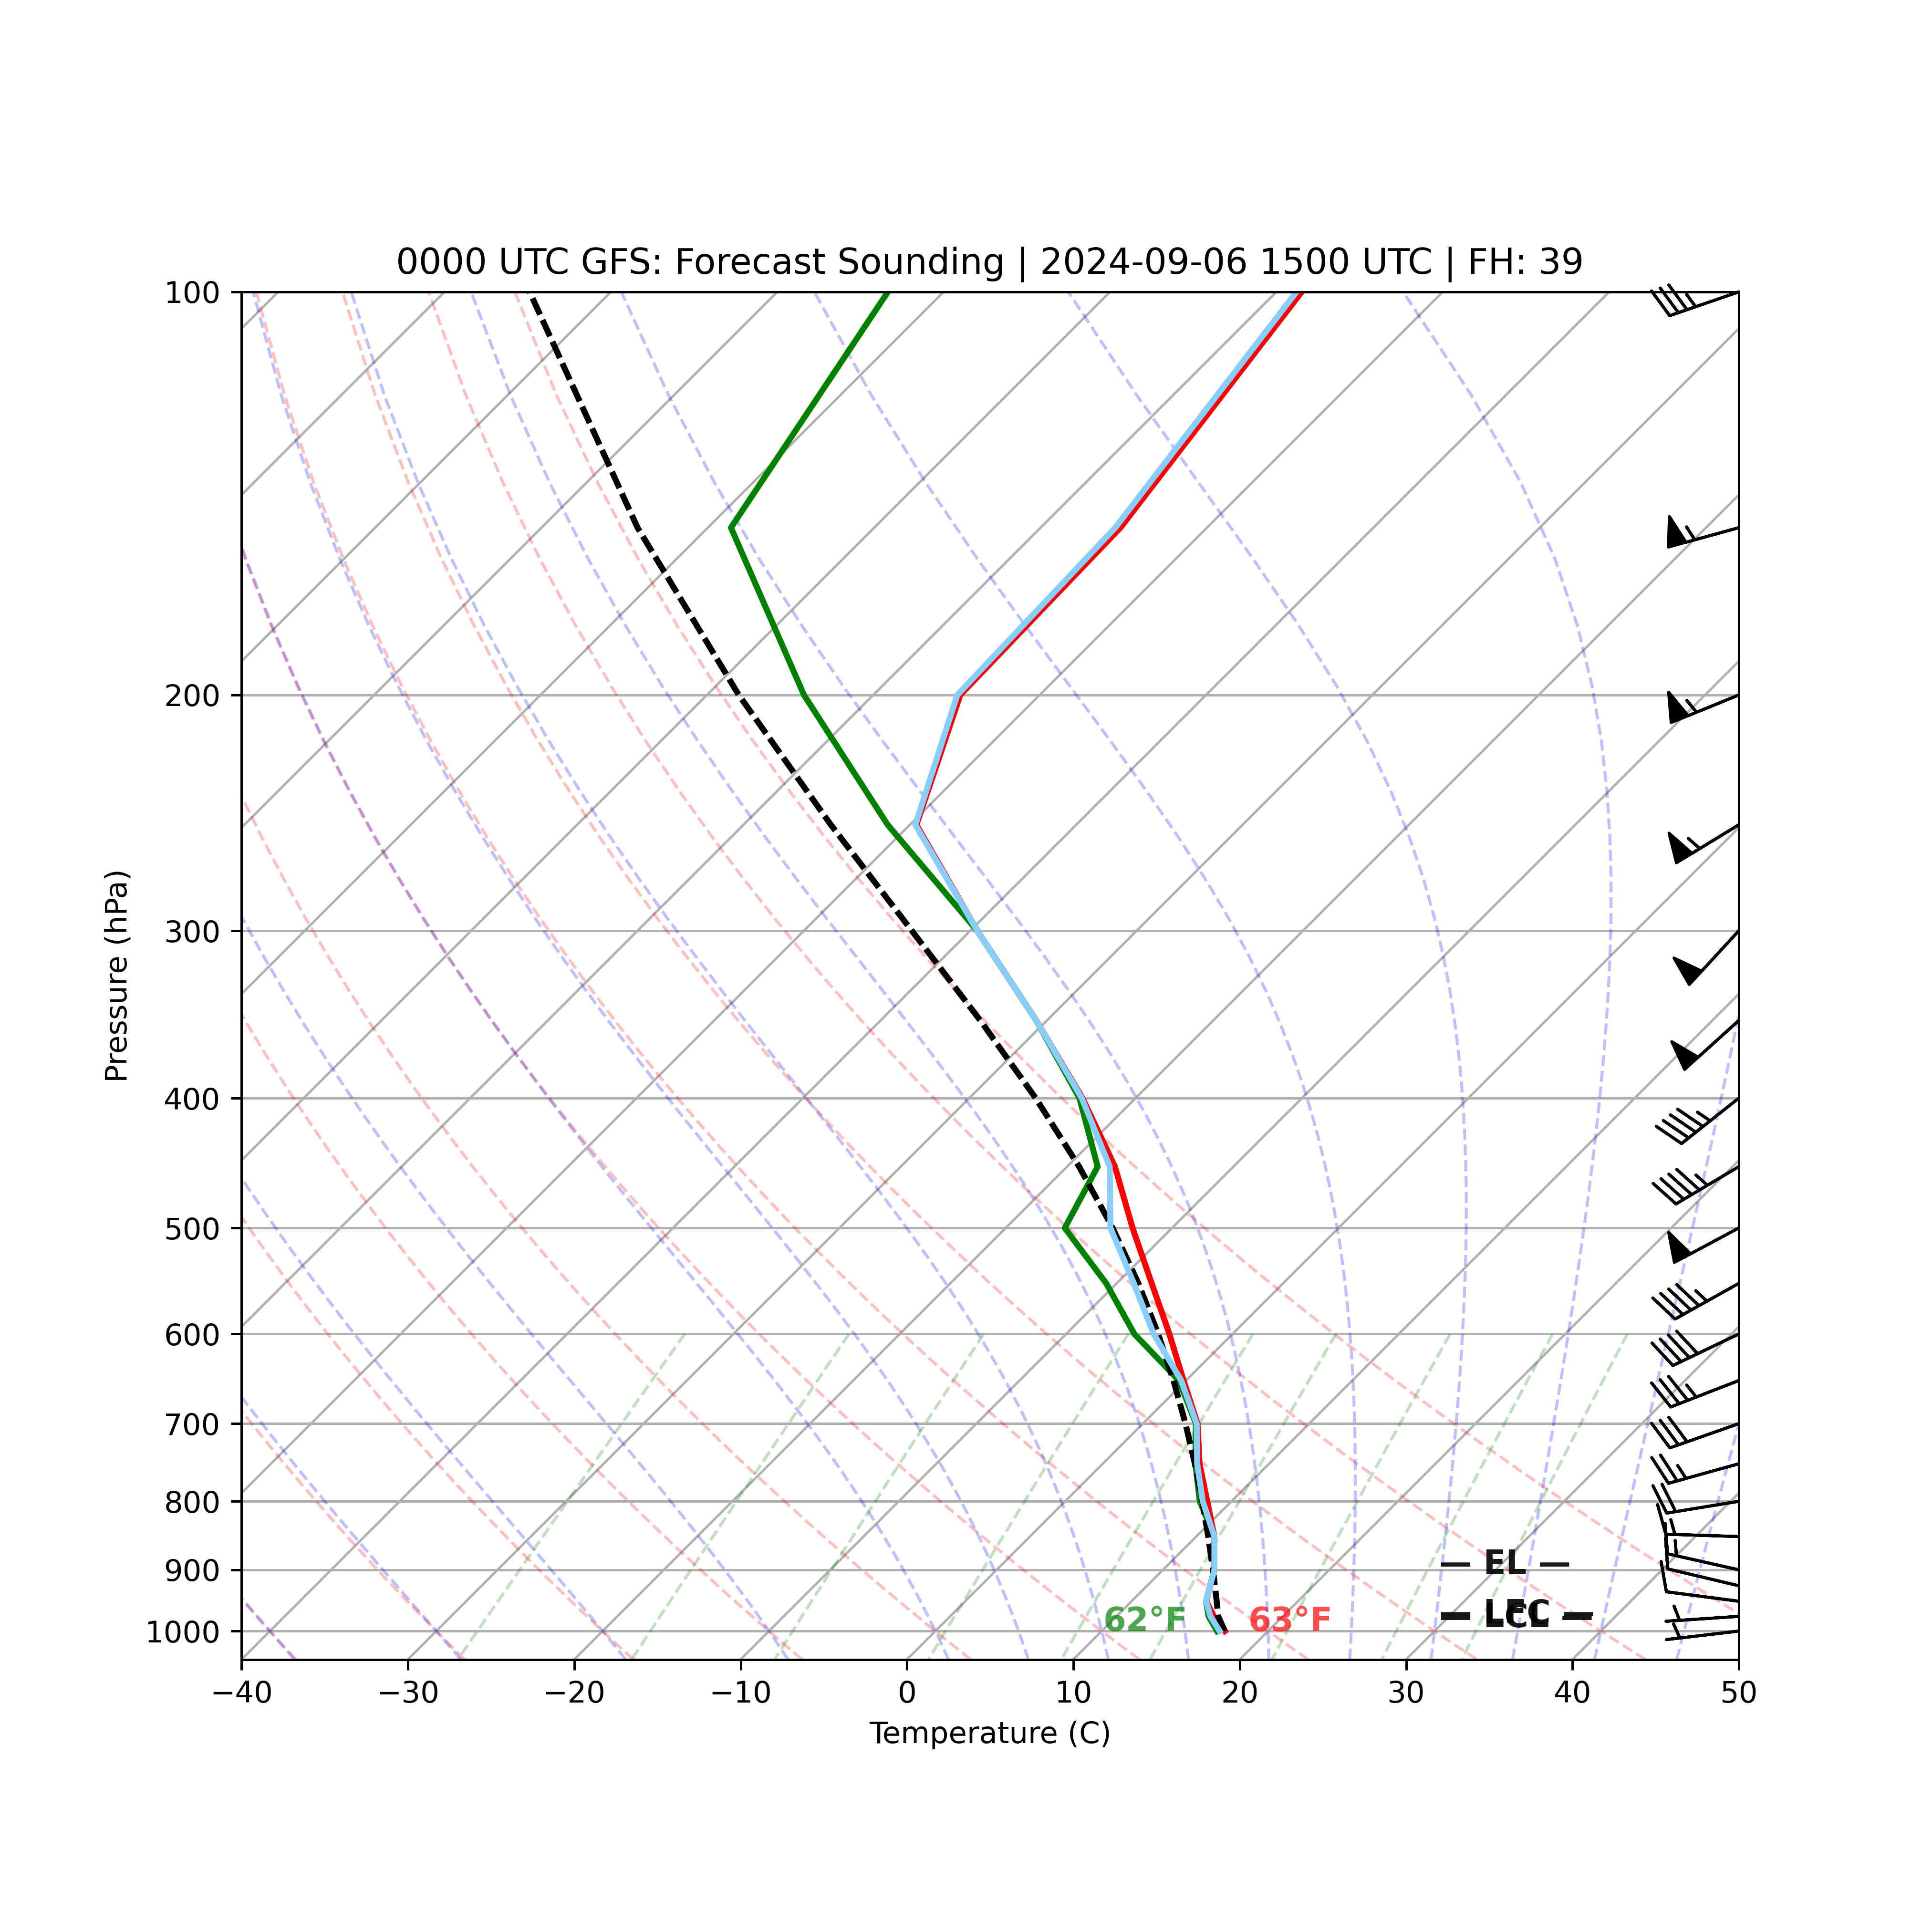 0000 UTC GFS: Forecast Sounding | 2024-09-06 1500 UTC | FH: 39
100
200
300
400
500
600
700
800
900
1000
Pressure (hPa)
— EL —
— LCL —
62°F
63°F
−40 −30 −20 −10 0 10 20 30 40 50
Temperature (C)